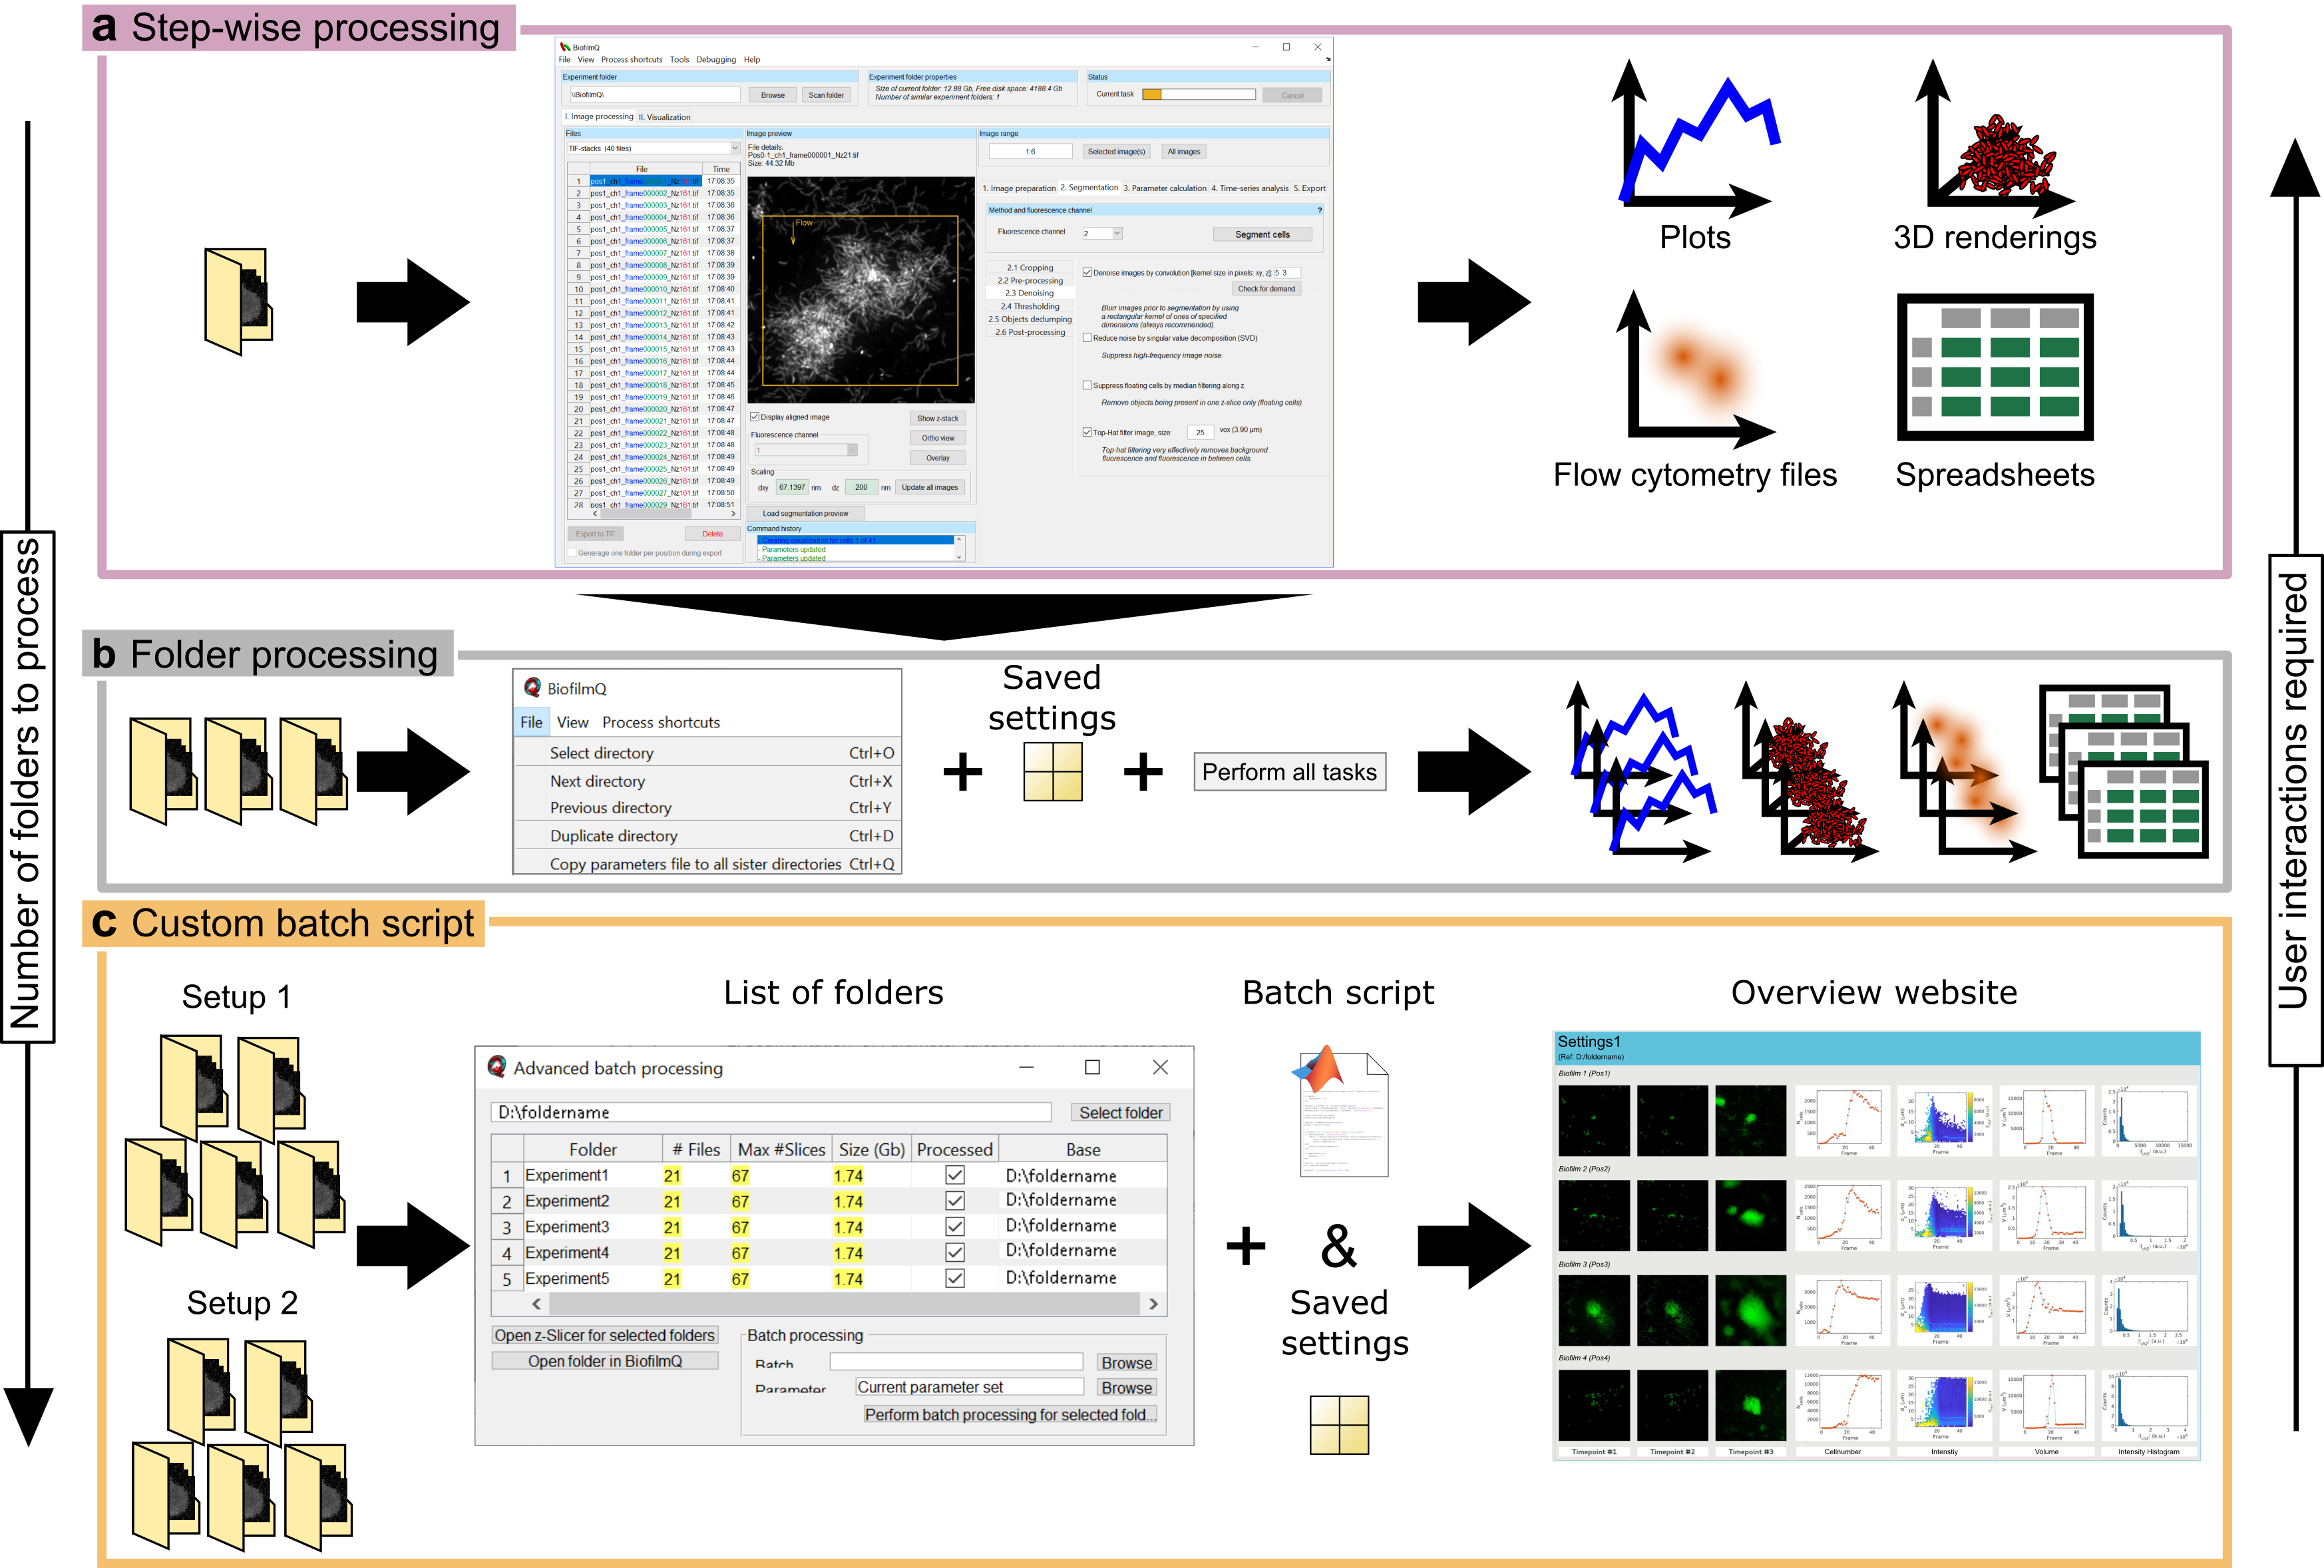 a Step-wise processing
BiofilmQ
File View Process shortcuts Tools Debugging Help
Experiment folder
\\BiofilmQ\
Browse
Scan folder
Experiment folder properties
Size of current folder: 12.88 Gb, Free disk space: 4188.4 Gb
Number of similar experiment folders: 1
Status
Current task
Cancel
I. Image processing II. Visualization
Files
TIF-stacks (40 files)
File Time
1 pos1_ch1_frame000001_Nz161.tif 17:08:35
2 pos1_ch1_frame000002_Nz161.tif 17:08:35
3 pos1_ch1_frame000003_Nz161.tif 17:08:36
4 pos1_ch1_frame000004_Nz161.tif 17:08:36
5 pos1_ch1_frame000005_Nz161.tif 17:08:37
6 pos1_ch1_frame000006_Nz161.tif 17:08:37
7 pos1_ch1_frame000007_Nz161.tif 17:08:38
8 pos1_ch1_frame000008_Nz161.tif 17:08:39
9 pos1_ch1_frame000009_Nz161.tif 17:08:39
10 pos1_ch1_frame000010_Nz161.tif 17:08:40
11 pos1_ch1_frame000011_Nz161.tif 17:08:41
12 pos1_ch1_frame000012_Nz161.tif 17:08:41
13 pos1_ch1_frame000013_Nz161.tif 17:08:42
14 pos1_ch1_frame000014_Nz161.tif 17:08:43
15 pos1_ch1_frame000015_Nz161.tif 17:08:43
16 pos1_ch1_frame000016_Nz161.tif 17:08:44
17 pos1_ch1_frame000017_Nz161.tif 17:08:44
18 pos1_ch1_frame000018_Nz161.tif 17:08:45
19 pos1_ch1_frame000019_Nz161.tif 17:08:46
20 pos1_ch1_frame000020_Nz161.tif 17:08:47
21 pos1_ch1_frame000021_Nz161.tif 17:08:47
22 pos1_ch1_frame000022_Nz161.tif 17:08:48
23 pos1_ch1_frame000023_Nz161.tif 17:08:48
24 pos1_ch1_frame000024_Nz161.tif 17:08:49
25 pos1_ch1_frame000025_Nz161.tif 17:08:49
26 pos1_ch1_frame000026_Nz161.tif 17:08:49
27 pos1_ch1_frame000027_Nz161.tif 17:08:50
28 pos1_ch1_frame000029_Nz161.tif 17:08:51
Export to TIF
Delete
Generage one folder per position during export
Image preview
File details:
Pos0-1_ch1_frame000001_Nz21.tif
Size: 44.32 Mb
Flow
Display aligned image
Show z-stack
Fluorescence channel
1
Ortho view
Overlay
Scaling
dxy 67.1397 nm dz 200 nm Update all images
Load segmentation preview
Command history
- Creating visualization for cells 1 of 41
- Parameters updated
- Parameters updated
Image range
1:6
Selected image(s)
All images
1. Image preparation 2. Segmentation 3. Parameter calculation 4. Time-series analysis 5. Export
Method and fluorescence channel ?
Fluorescence channel 2
Segment cells
2.1 Cropping
2.2 Pre-processing
2.3 Denoising
2.4 Thresholding
2.5 Objects declumping
2.6 Post-processing
Denoise images by convolution [kernel size in pixels: xy, z]: 5 3
Check for demand
Blurr images prior to segmentation by using
a rectangular kernel of ones of specified
dimensions (always recommended).
Reduce noise by singular value decomposition (SVD)
Suppress high-frequency image noise.
Suppress floating cells by median filtering along z
Remove objects being present in one z-slice only (floating cells).
Top-Hat filter image, size: 25 vox (3.90 µm)
Top-hat filtering very effectively removes background
fluorescence and fluorescence in between cells.
Plots
3D renderings
Flow cytometry files
Spreadsheets
Number of folders to process
User interactions required
b Folder processing
BiofilmQ
File View Process shortcuts
Select directory Ctrl+O
Next directory Ctrl+X
Previous directory Ctrl+Y
Duplicate directory Ctrl+D
Copy parameters file to all sister directories Ctrl+Q
+
Saved
settings
+
Perform all tasks
c Custom batch script
Setup 1
Setup 2
List of folders
Advanced batch processing
D:\foldername
Select folder
Folder # Files Max #Slices Size (Gb) Processed Base
1 Experiment1 21 67 1.74 D:\foldername
2 Experiment2 21 67 1.74 D:\foldername
3 Experiment3 21 67 1.74 D:\foldername
4 Experiment4 21 67 1.74 D:\foldername
5 Experiment5 21 67 1.74 D:\foldername
Open z-Slicer for selected folders
Open folder in BiofilmQ
Batch processing
Batch
Browse
Parameter
Current parameter set
Browse
Perform batch processing for selected fold...
Batch script
+ &
Saved
settings
Overview website
Settings1
(Ref: D:/foldername)
Biofilm 1 (Pos1)
Biofilm 2 (Pos2)
Biofilm 3 (Pos3)
Biofilm 4 (Pos4)
Timepoint #1
Timepoint #2
Timepoint #3
Cellnumber
Intenstiy
Volume
Intensity Histogram